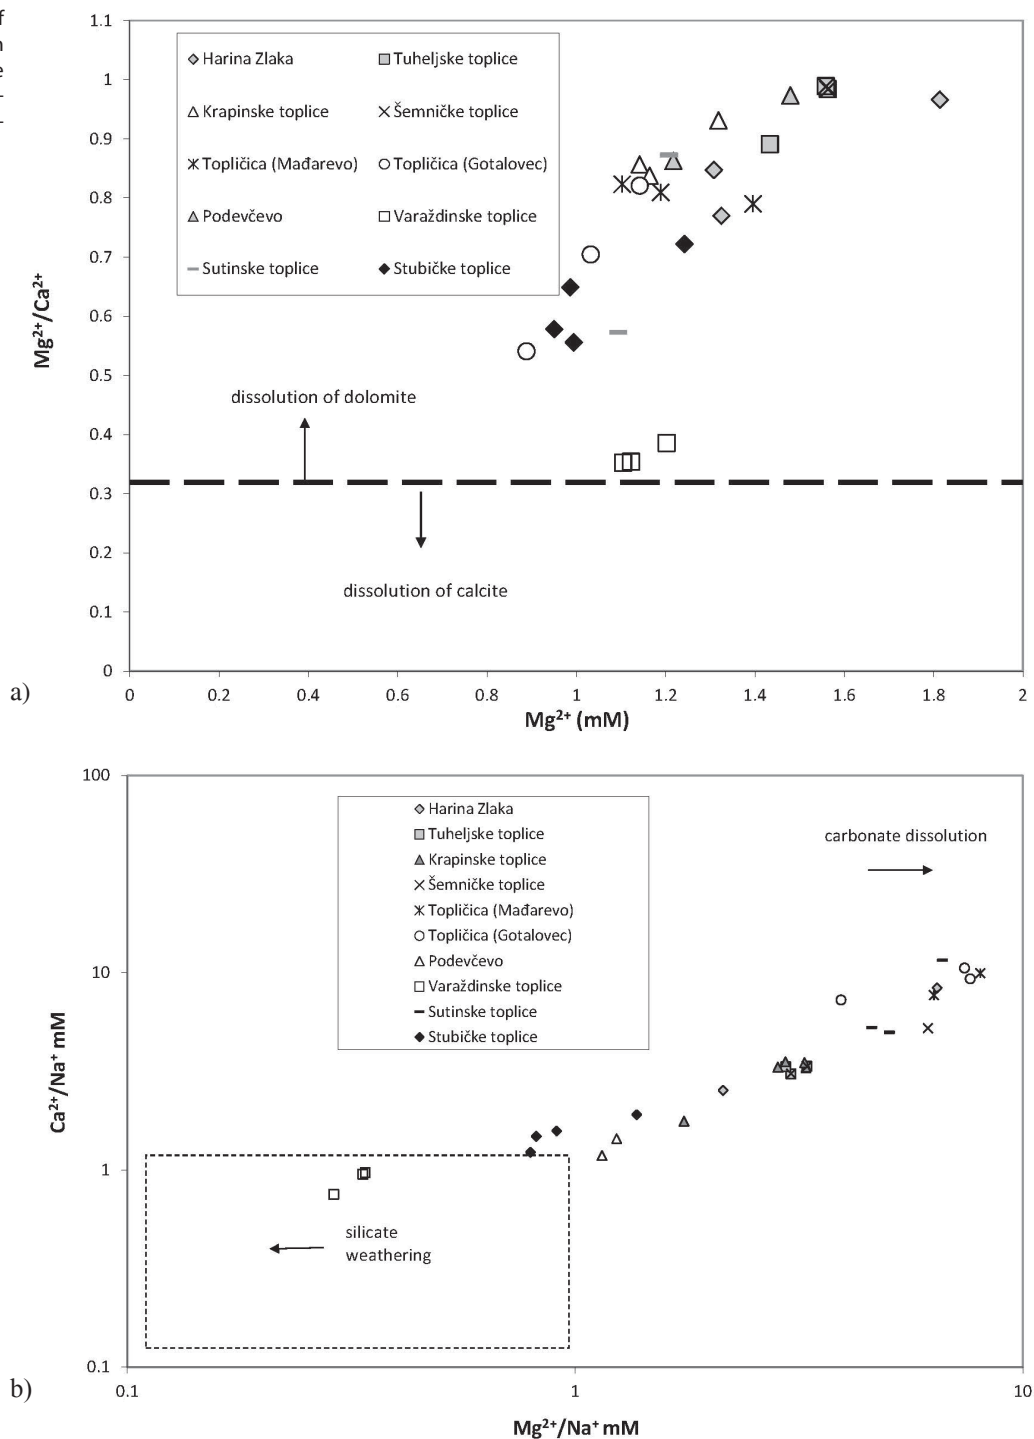 f
n
e
-
-
1.1
1
0.9
0.8
0.7
0.6
0.5
0.4
0.3
0.2
0.1
0
Mg²⁺/Ca²⁺
Harina Zlaka
Tuheljske toplice
Krapinske toplice
Šemničke toplice
Topličica (Mađarevo)
Topličica (Gotalovec)
Podevčevo
Varaždinske toplice
Sutinske toplice
Stubičke toplice
dissolution of dolomite
dissolution of calcite
0 0.2 0.4 0.6 0.8 1 1.2 1.4 1.6 1.8 2
Mg²⁺ (mM)
a)
100
10
1
0.1
Ca²⁺/Na⁺ mM
Harina Zlaka
Tuheljske toplice
Krapinske toplice
Šemničke toplice
Topličica (Mađarevo)
Topličica (Gotalovec)
Podevčevo
Varaždinske toplice
Sutinske toplice
Stubičke toplice
carbonate dissolution
silicate
weathering
0.1 1 10
Mg²⁺/Na⁺ mM
b)